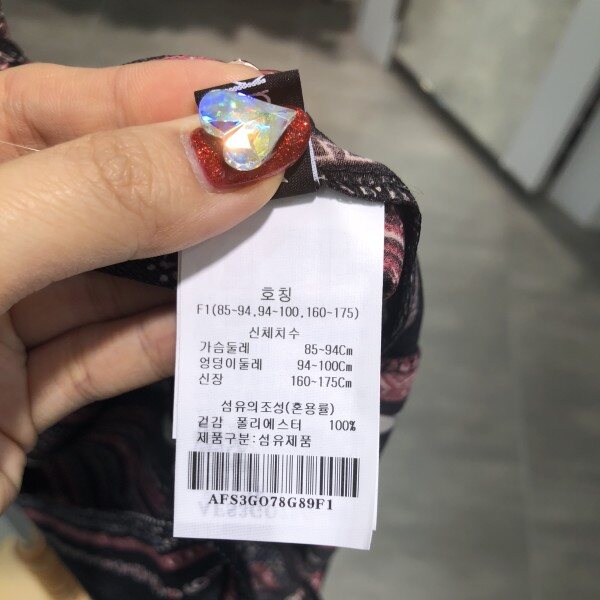 호칭
F1(85~94,94~100,160~175)
신체치수
가슴둘레 85~94Cm
엉덩이둘레 94~100Cm
신장 160~175Cm
섬유의조성(혼용률)
겉감 폴리에스터 100%
제품구분:섬유제품
AFS3GO78G89F1